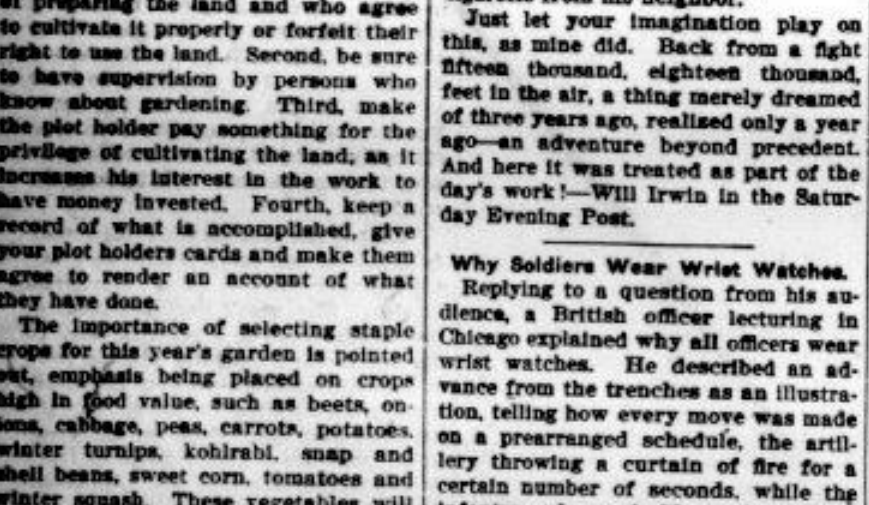 of preparing the land and who agree
to cultivate it properly or forfeit their
right to use the land. Second, be sure
to have supervision by persons who
know about gardening. Third, make
the plot holder pay something for the
privilege of cultivating the land, as it
increases his interest in the work to
have money invested. Fourth, keep a
record of what is accomplished, give
your plot holders cards and make them
agree to render an account of what
they have done.
The importance of selecting staple
crops for this year's garden is pointed
out, emphasis being placed on crops
high in food value, such as beets, on-
ions, cabbage, peas, carrots, potatoes,
winter turnips, kohlrabi, snap and
shell beans, sweet corn, tomatoes and
winter squash. These vegetables will
from his neighbor.
Just let your imagination play on
this, as mine did. Back from a fight
fifteen thousand, eighteen thousand,
feet in the air, a thing merely dreamed
of three years ago, realized only a year
ago—an adventure beyond precedent.
And here it was treated as part of the
day's work!—Will Irwin in the Satur-
day Evening Post.
Why Soldiers Wear Wrist Watches.
Replying to a question from his au-
dience, a British officer lecturing in
Chicago explained why all officers wear
wrist watches. He described an ad-
vance from the trenches as an illustra-
tion, telling how every move was made
on a prearranged schedule, the artil-
lery throwing a curtain of fire for a
certain number of seconds, while the